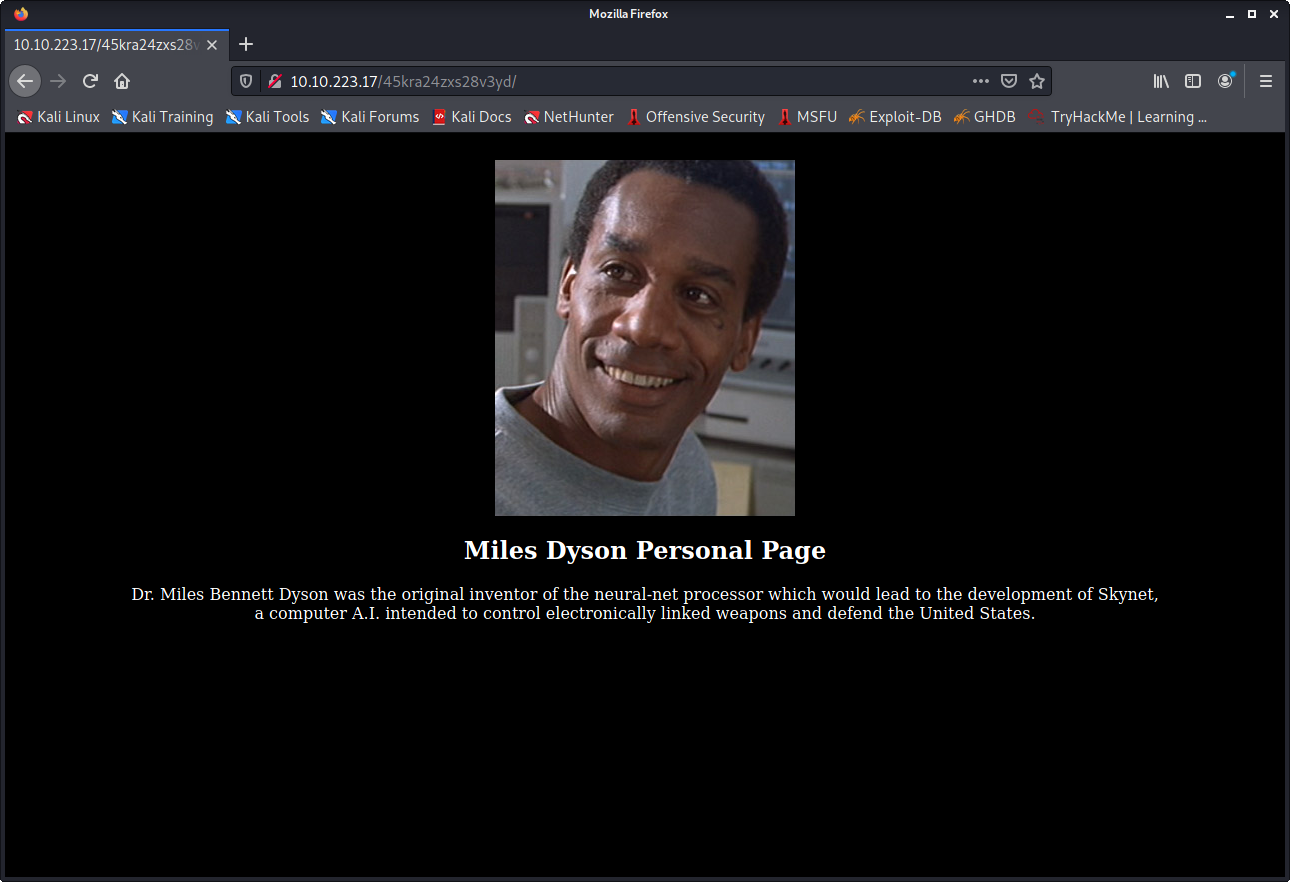 Mozilla Firefox
10.10.223.17/45kra24zxs28v
10.10.223.17/45kra24zxs28v3yd/
Kali Linux Kali Training Kali Tools Kali Forums Kali Docs NetHunter Offensive Security MSFU Exploit-DB GHDB TryHackMe | Learning ...
Miles Dyson Personal Page
Dr. Miles Bennett Dyson was the original inventor of the neural-net processor which would lead to the development of Skynet,
a computer A.I. intended to control electronically linked weapons and defend the United States.